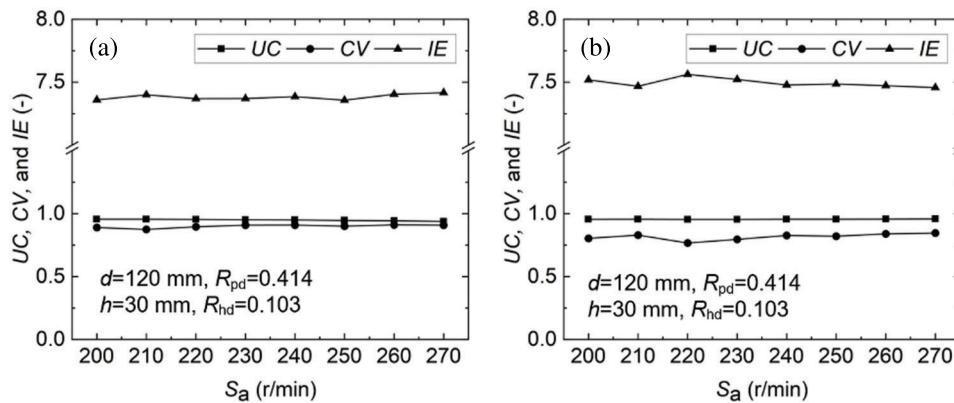 (a)
UC CV IE
8.0
7.5
1.0
0.5
0.0
UC, CV, and IE (-)
d=120 mm, Rpd=0.414
h=30 mm, Rhd=0.103
200 210 220 230 240 250 260 270
Sa (r/min)
(b)
UC CV IE
8.0
7.5
1.0
0.5
0.0
UC, CV, and IE (-)
d=120 mm, Rpd=0.414
h=30 mm, Rhd=0.103
200 210 220 230 240 250 260 270
Sa (r/min)